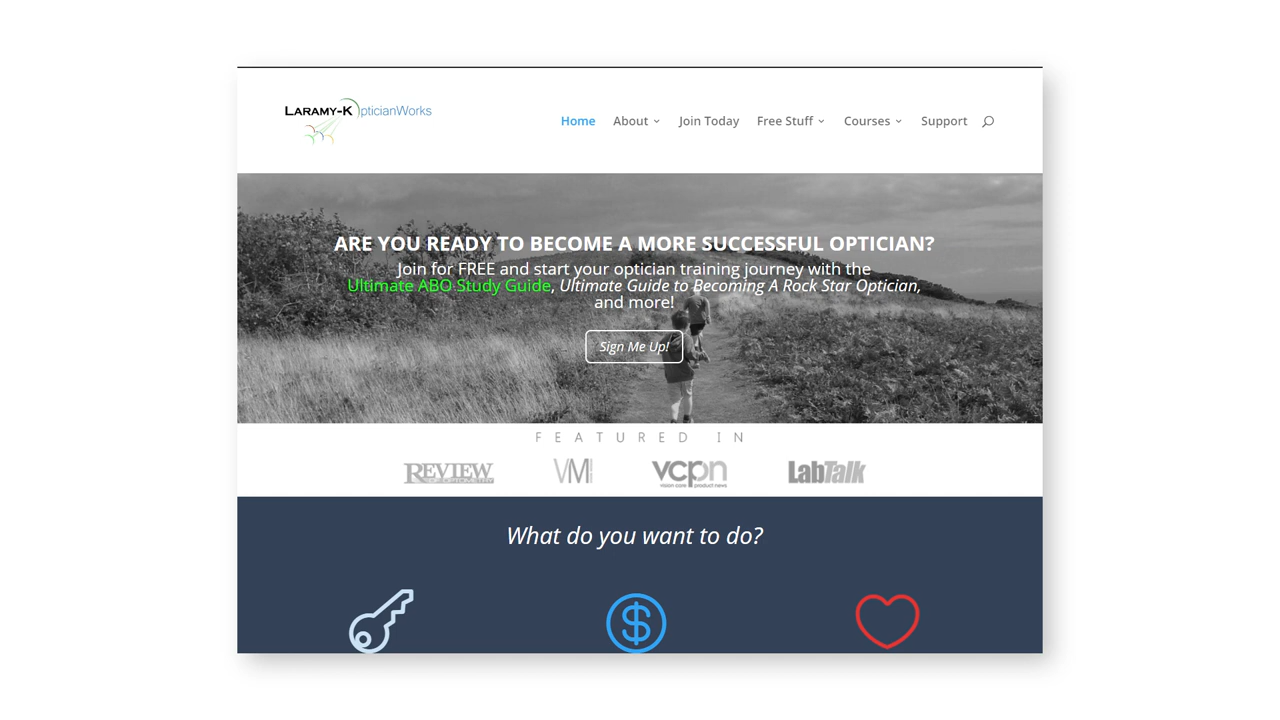 LARAMY-K OpticianWorks
Home About Join Today Free Stuff Courses Support
ARE YOU READY TO BECOME A MORE SUCCESSFUL OPTICIAN?
Join for FREE and start your optician training journey with the
Ultimate ABO Study Guide, Ultimate Guide to Becoming A Rock Star Optician,
and more!
Sign Me Up!
FEATURED IN
REVIEW OF OPTOMETRY VM vcpn LabTalk
vision care product news
What do you want to do?